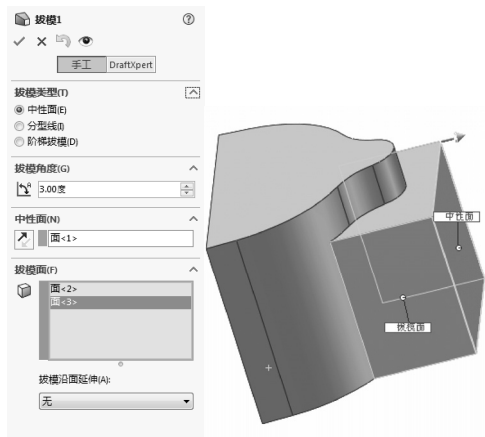 拔模1
手工 DraftXpert
拔模类型(T)
中性面(E)
分型线(I)
阶梯拔模(D)
拔模角度(G)
3.00度
中性面(N)
面<1>
拔模面(F)
面<2>
面<3>
拔模沿面延伸(A):
无
中性面
拔模面